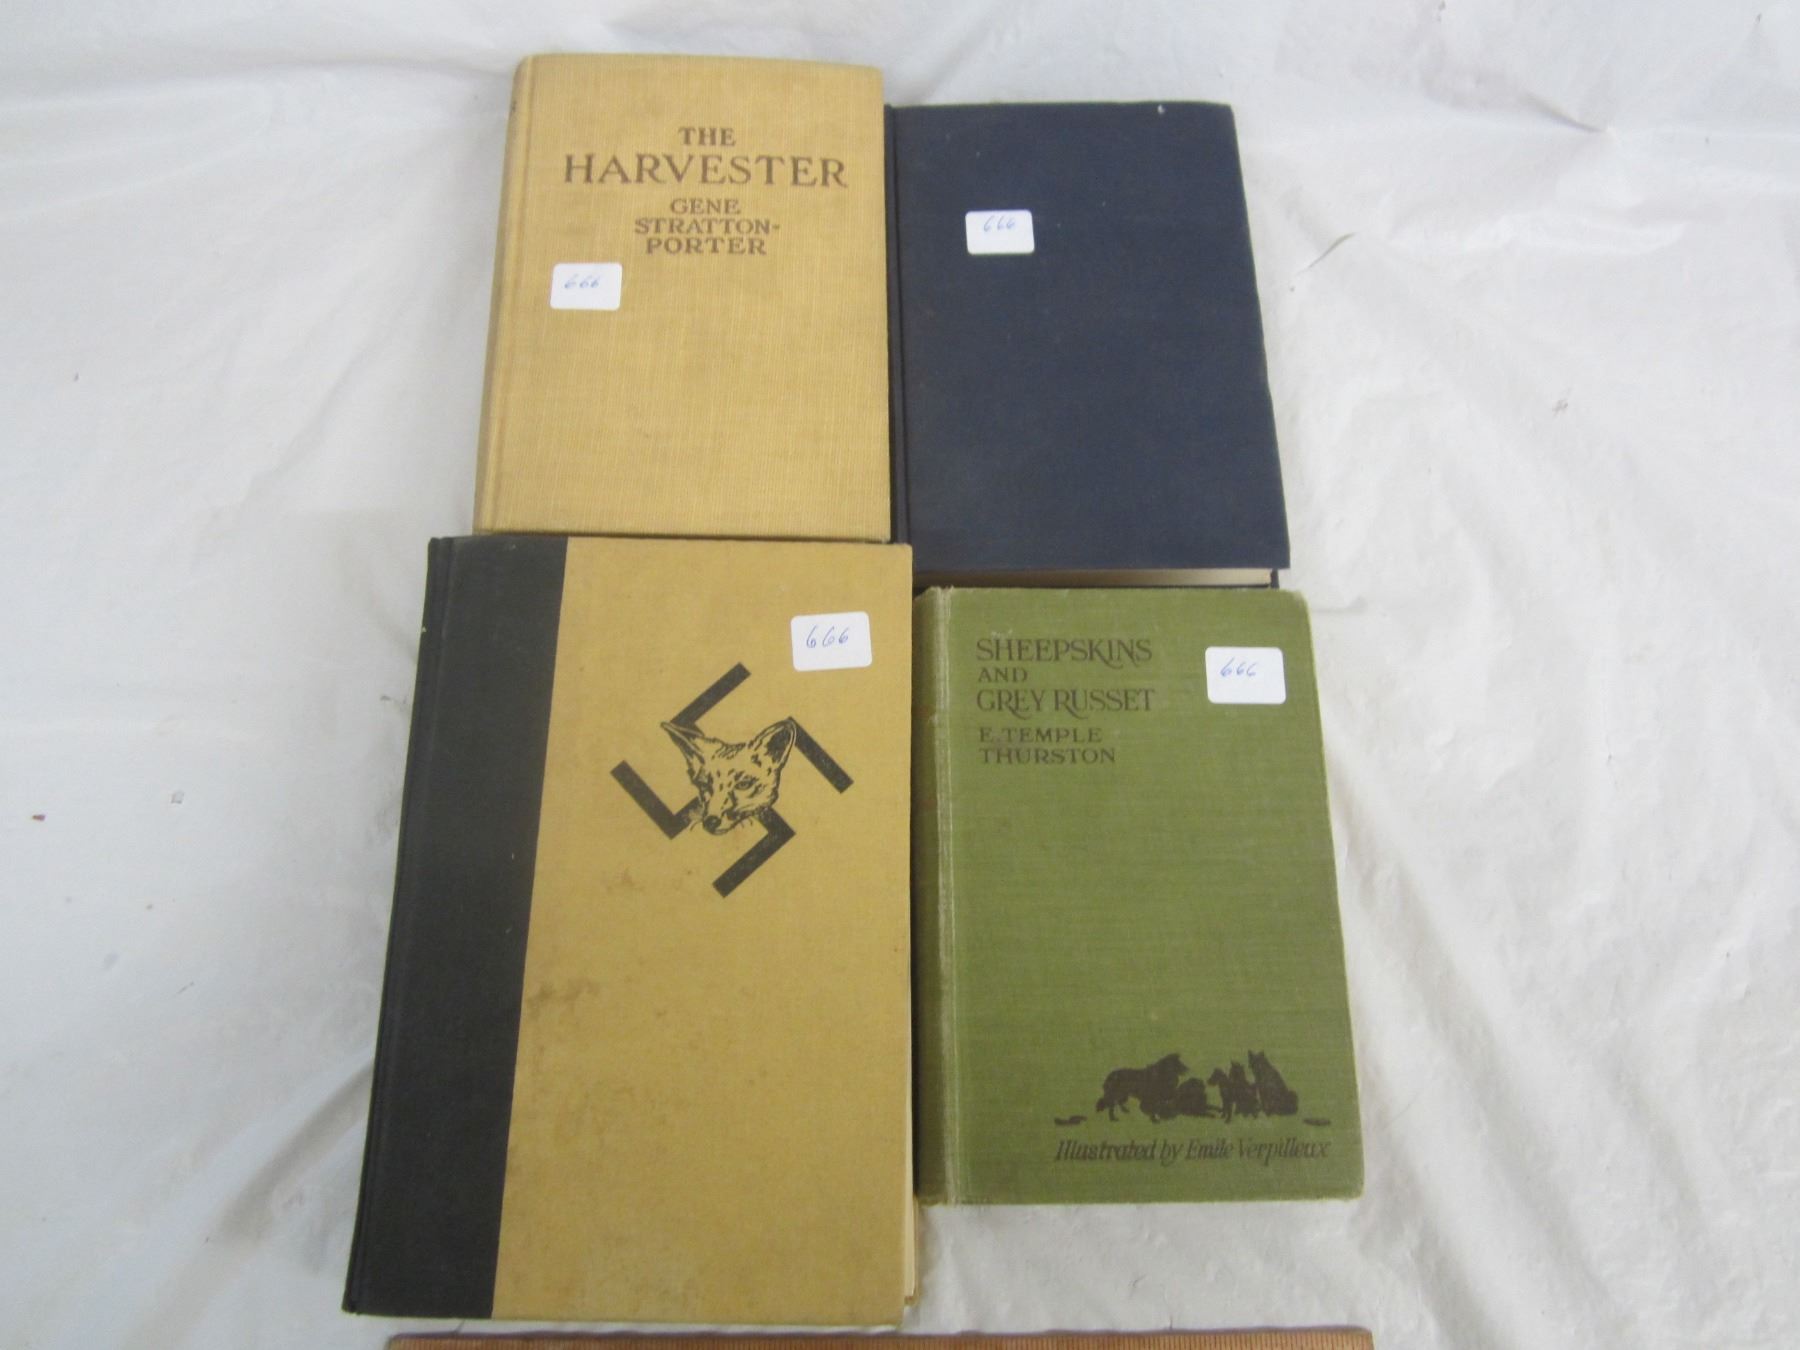 THE
HARVESTER
GENE
STRATTON-
PORTER
666
666
666
SHEEPSKINS
AND
GREY RUSSET
E. TEMPLE
THURSTON
666
Illustrated by Emile Verpilleux